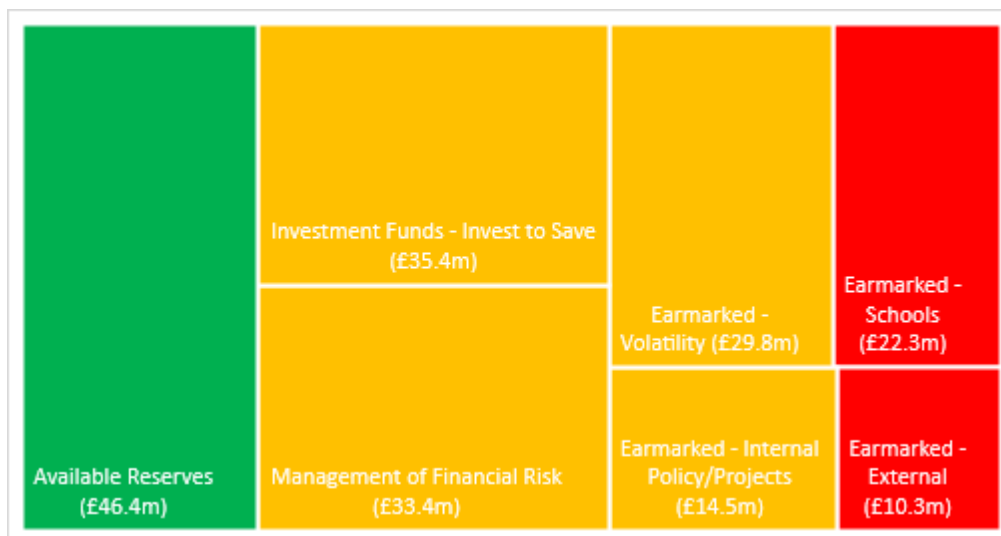 Available Reserves
(£46.4m)
Investment Funds - Invest to Save
(£35.4m)
Management of Financial Risk
(£33.4m)
Earmarked -
Volatility (£29.8m)
Earmarked - Internal
Policy/Projects
(£14.5m)
Earmarked -
Schools
(£22.3m)
Earmarked -
External
(£10.3m)